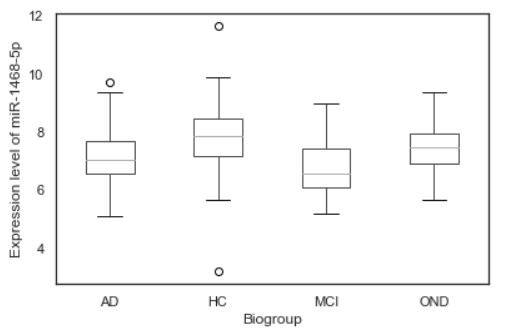 Expression level of miR-1468-5p
12
10
8
6
4
AD HC MCI OND
Biogroup